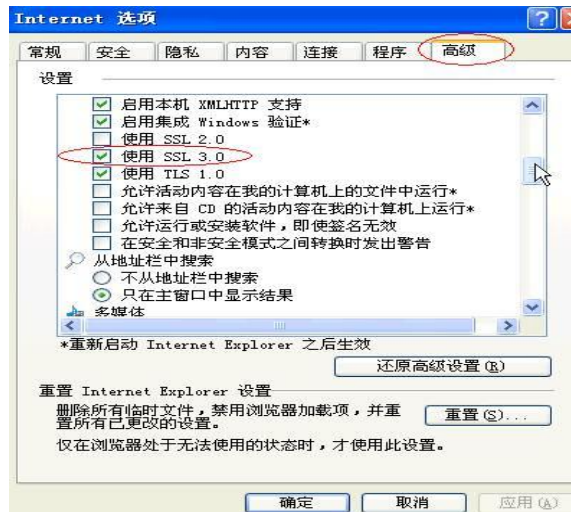 Internet 选项
常规 安全 隐私 内容 连接 程序 高级
设置
启用本机 XMLHTTP 支持
启用集成 Windows 验证*
使用 SSL 2.0
使用 SSL 3.0
使用 TLS 1.0
允许活动内容在我的计算机上的文件中运行*
允许来自 CD 的活动内容在我的计算机上运行*
允许运行或安装软件，即使签名无效
在安全和非安全模式之间转换时发出警告
从地址栏中搜索
不从地址栏中搜索
只在主窗口中显示结果
多媒体
*重新启动 Internet Explorer 之后生效
还原高级设置(R)
重置 Internet Explorer 设置
删除所有临时文件，禁用浏览器加载项，并重
置所有已更改的设置。
重置(S)...
仅在浏览器处于无法使用的状态时，才使用此设置。
确定 取消 应用(A)